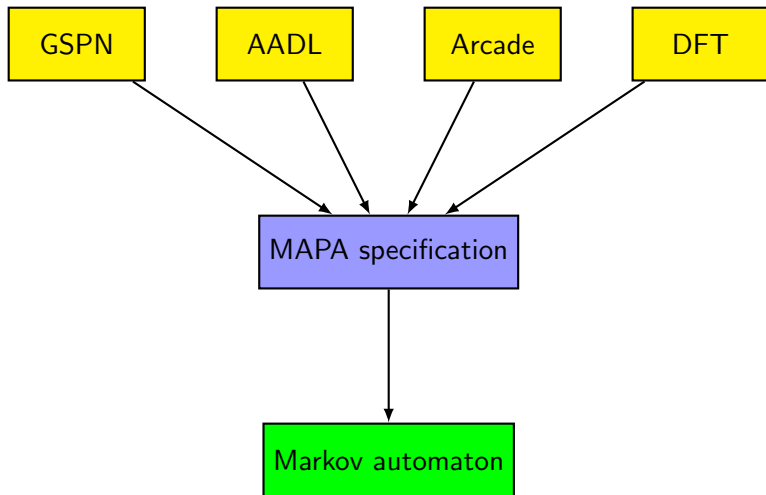 GSPN
AADL
Arcade
DFT
MAPA specification
Markov automaton